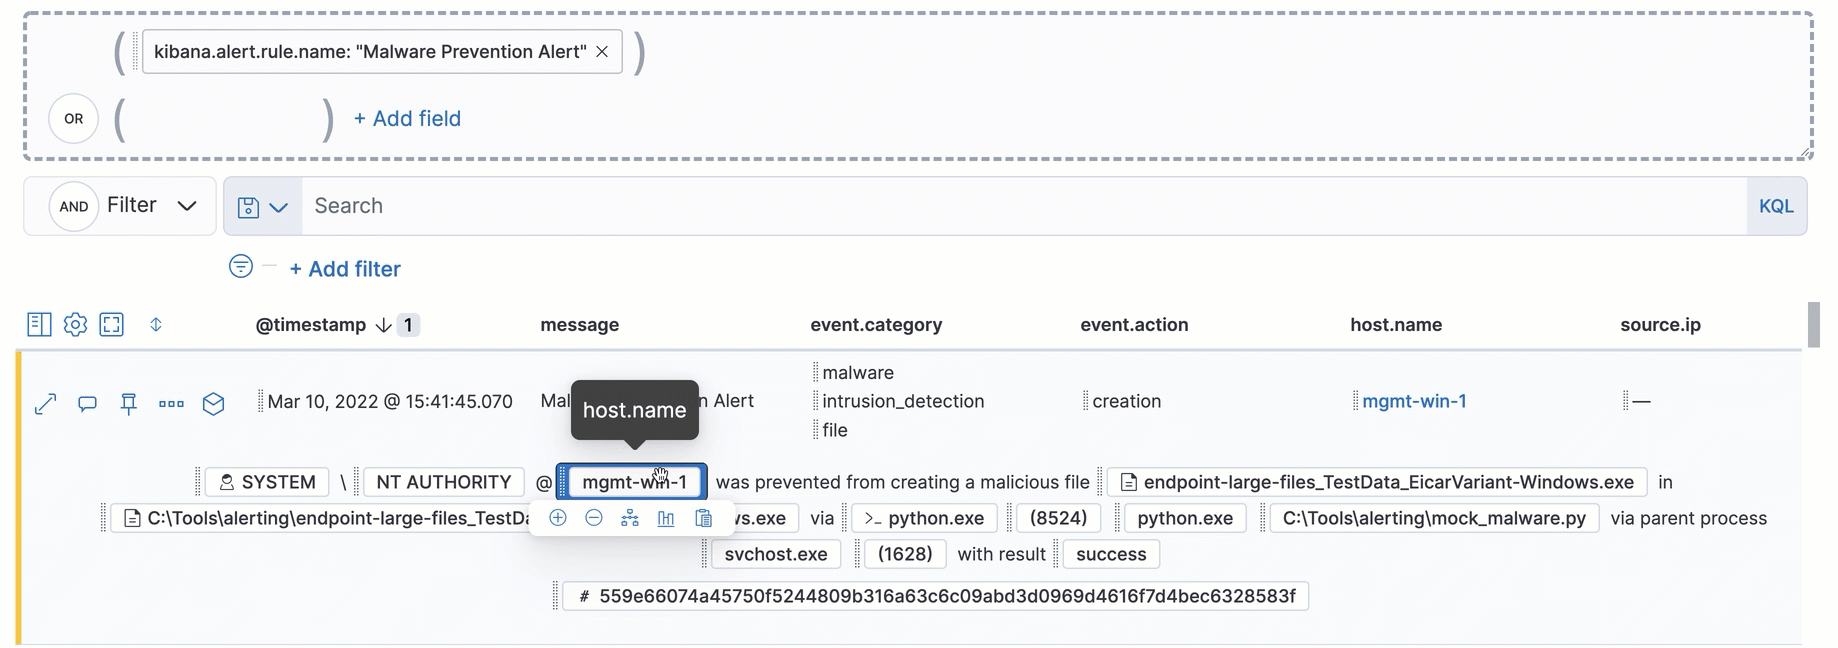 ( kibana.alert.rule.name: "Malware Prevention Alert" × )
OR ( ) + Add field
AND Filter Search KQL
+ Add filter
@timestamp ↓ 1 message event.category event.action host.name source.ip
malware
Mar 10, 2022 @ 15:41:45.070 Mal n Alert intrusion_detection creation mgmt-win-1 —
host.name
file
SYSTEM \ NT AUTHORITY @ mgmt-win-1 was prevented from creating a malicious file endpoint-large-files_TestData_EicarVariant-Windows.exe in
C:\Tools\alerting\endpoint-large-files_TestDa ws.exe via >_ python.exe (8524) python.exe C:\Tools\alerting\mock_malware.py via parent process
svchost.exe (1628) with result success
# 559e66074a45750f5244809b316a63c6c09abd3d0969d4616f7d4bec6328583f